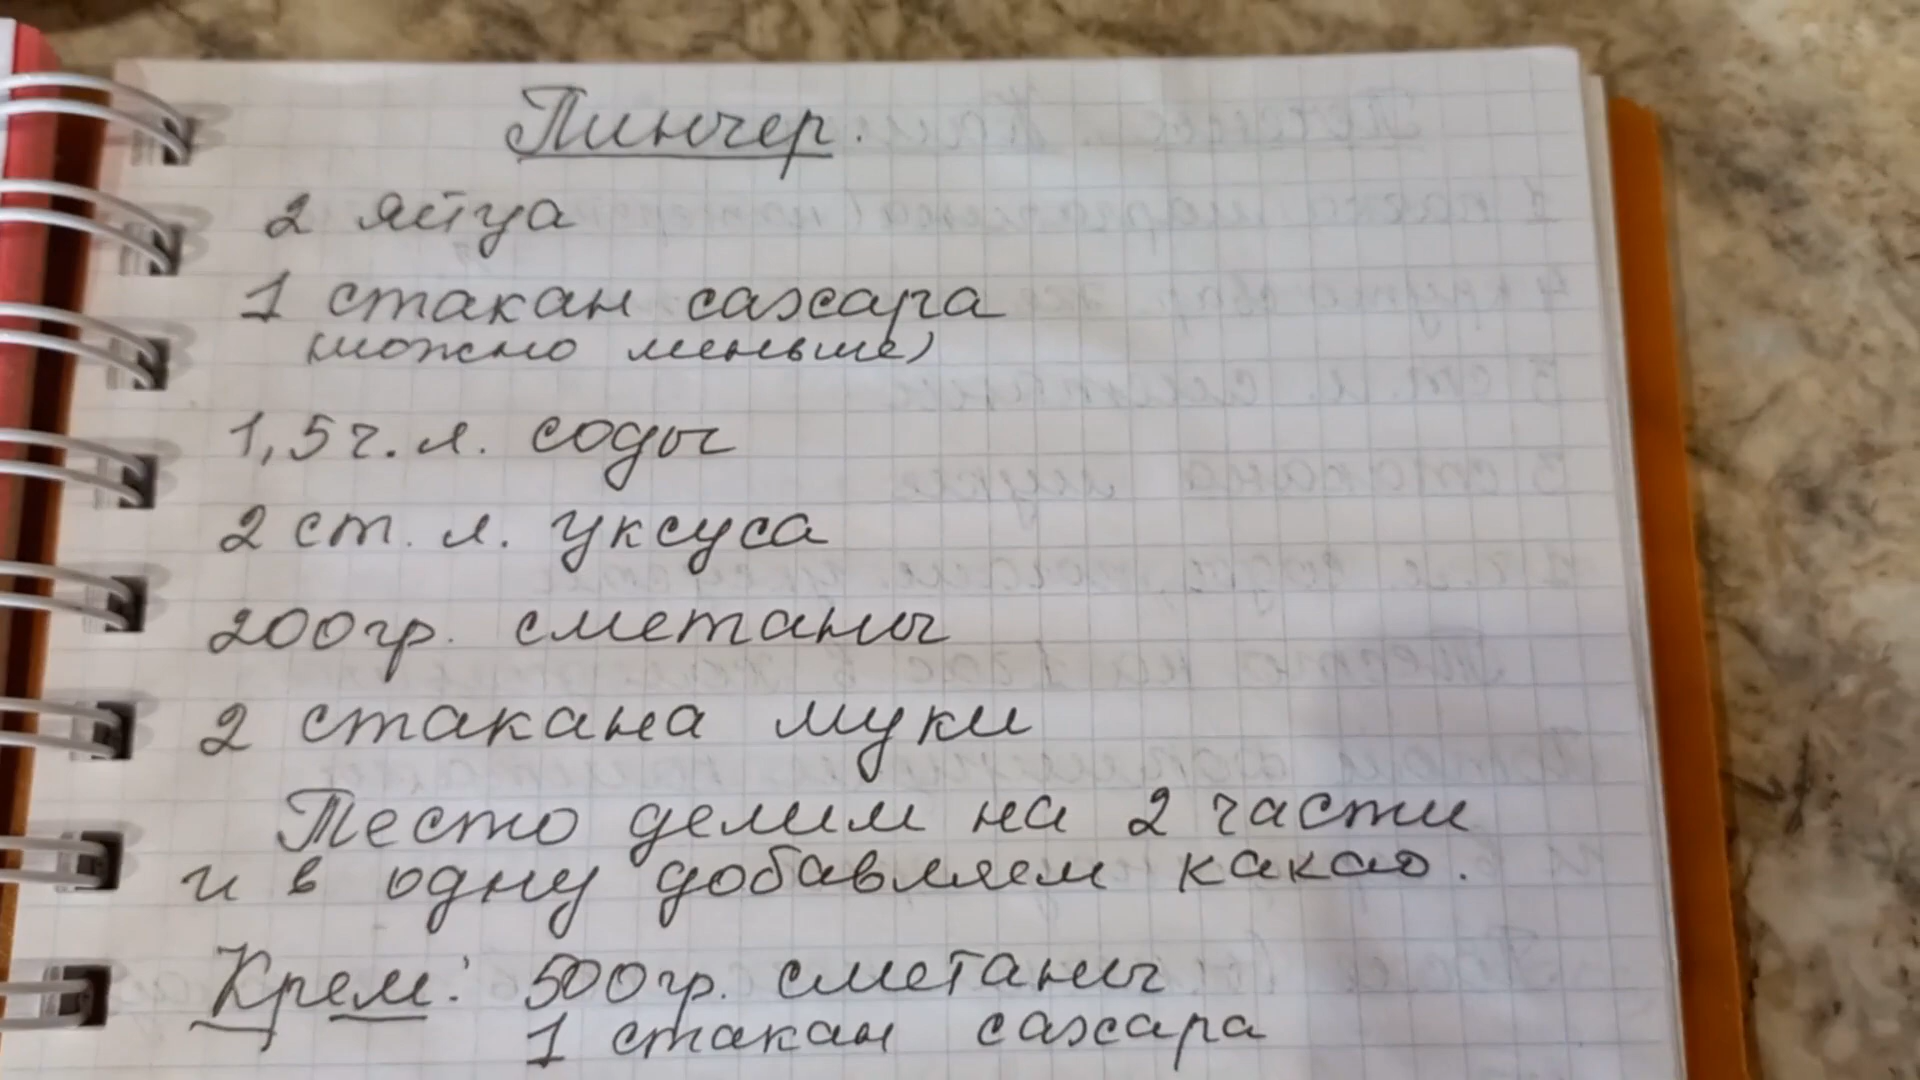 Пинчер.
2 яйца
1 стакан сахара
(можно меньше)
1,5 ч. л. соды
2 ст. л. уксуса
200 гр. сметаны
2 стакана муки
Тесто делим на 2 части
и в одну добавляем какао.
Крем: 500 гр. сметаны
1 стакан сахара